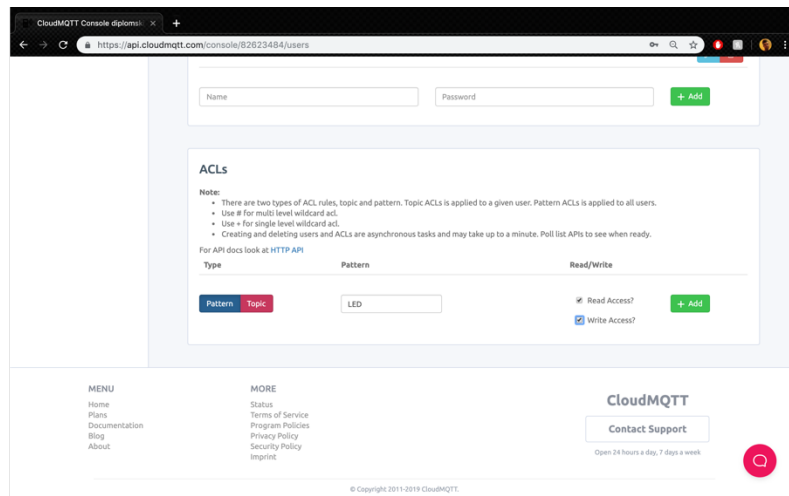 CloudMQTT Console diplomsk
https://api.cloudmqtt.com/console/82623484/users
Name
Password
+ Add
ACLs
Note:
There are two types of ACL rules, topic and pattern. Topic ACLs is applied to a given user. Pattern ACLs is applied to all users.
Use # for multi level wildcard acl.
Use + for single level wildcard acl.
Creating and deleting users and ACLs are asynchronous tasks and may take up to a minute. Poll list APIs to see when ready.
For API docs look at HTTP API
Type Pattern Read/Write
Pattern Topic
LED
Read Access?
+ Add
Write Access?
MENU
Home
Plans
Documentation
Blog
About
MORE
Status
Terms of Service
Program Policies
Privacy Policy
Security Policy
Imprint
CloudMQTT
Contact Support
Open 24 hours a day, 7 days a week
© Copyright 2011-2019 CloudMQTT.